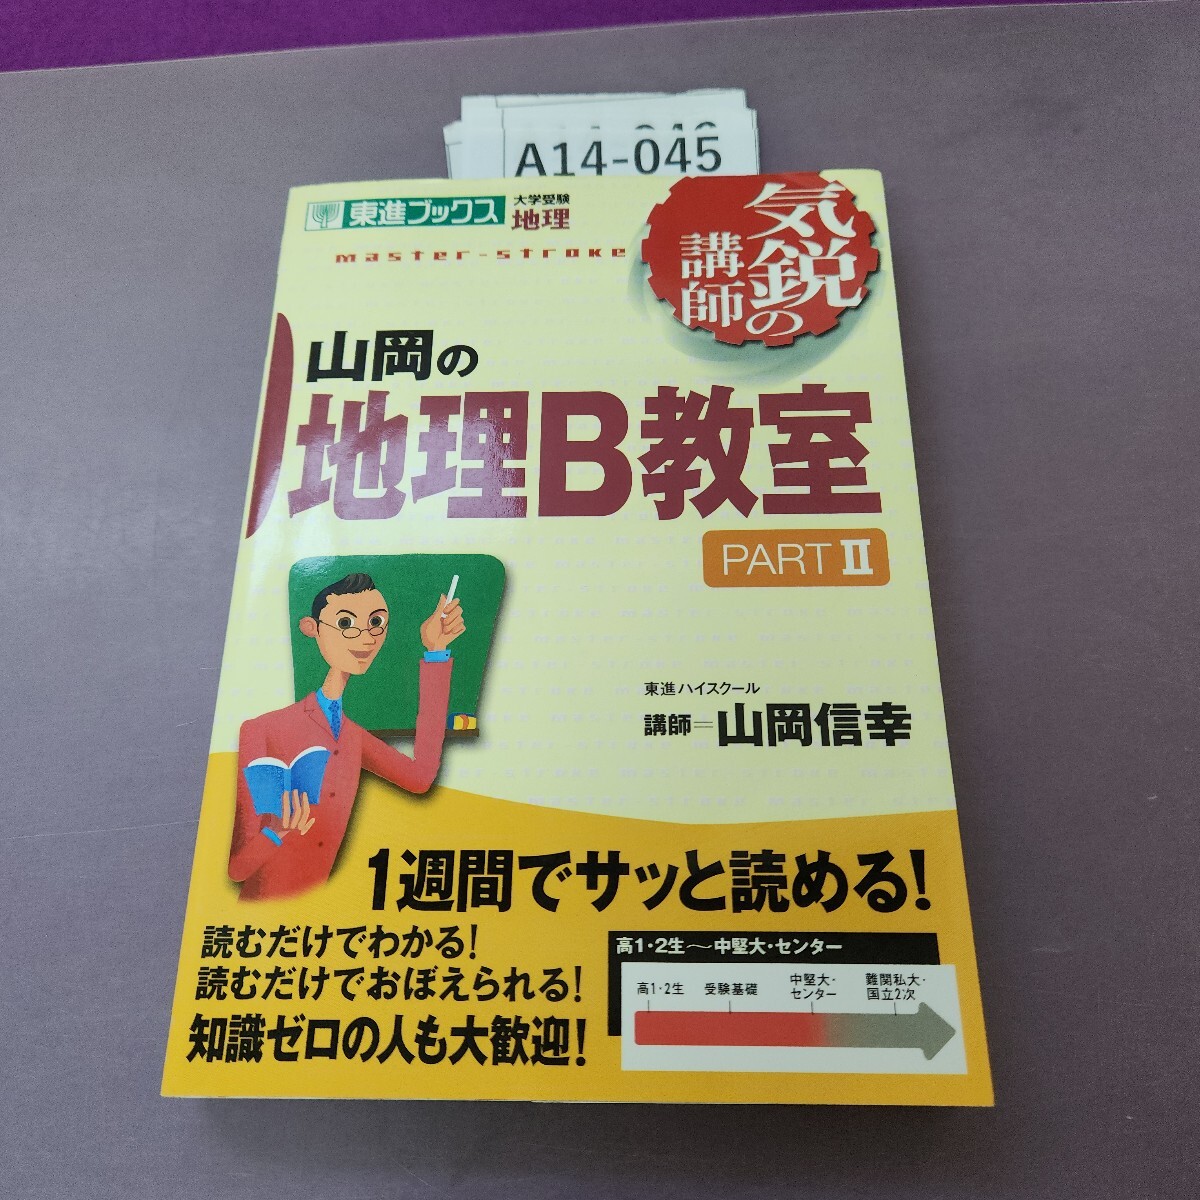 A14-045
東進ブックス
大学受験
地理
master-stroke
気鋭の
講師
山岡の
地理B教室
PART II
東進ハイスクール
講師=山岡信幸
1週間でサッと読める!
読むだけでわかる!
読むだけでおぼえられる!
知識ゼロの人も大歓迎!
高1・2生〜中堅大・センター
高1・2生
受験基礎
中堅大・
センター
難関私大・
国立2次